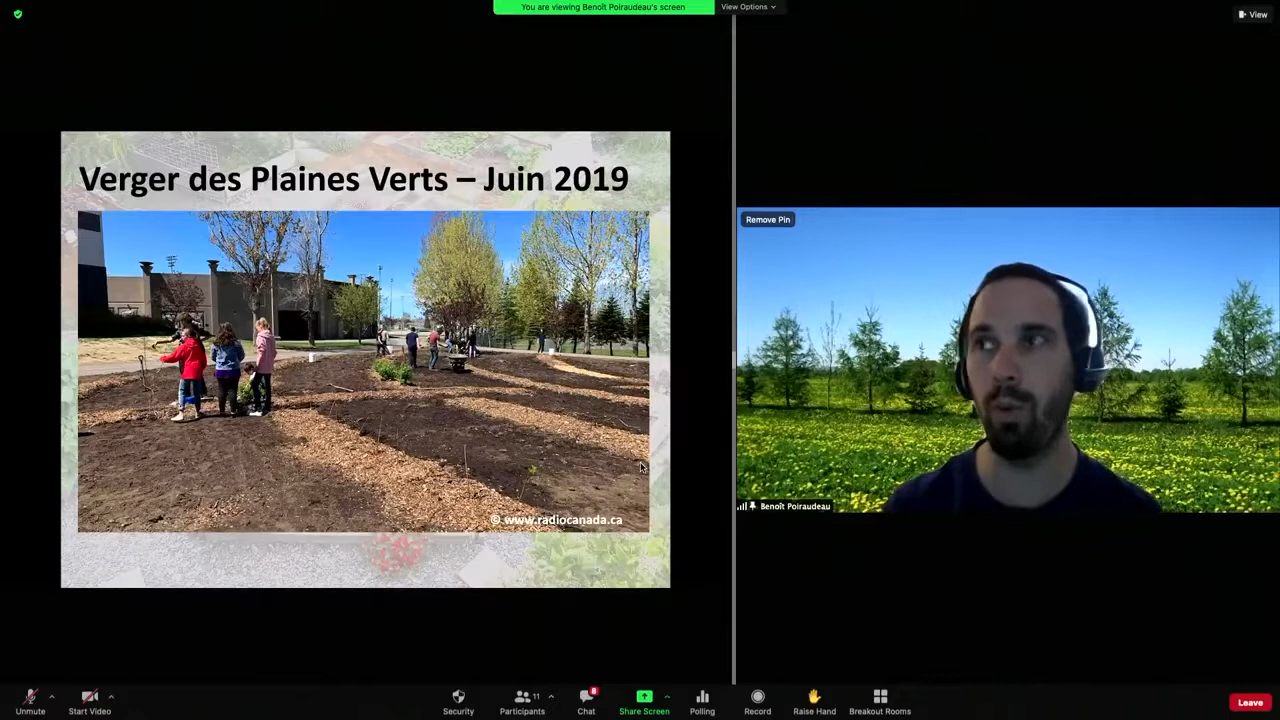 You are viewing Benoît Poiraudeau's screen
View Options
View
Verger des Plaines Verts – Juin 2019
© www.radiocanada.ca
Remove Pin
Benoît Poiraudeau
Unmute
Start Video
Security
Participants
11
Chat
8
Share Screen
Polling
Record
Raise Hand
Breakout Rooms
Leave